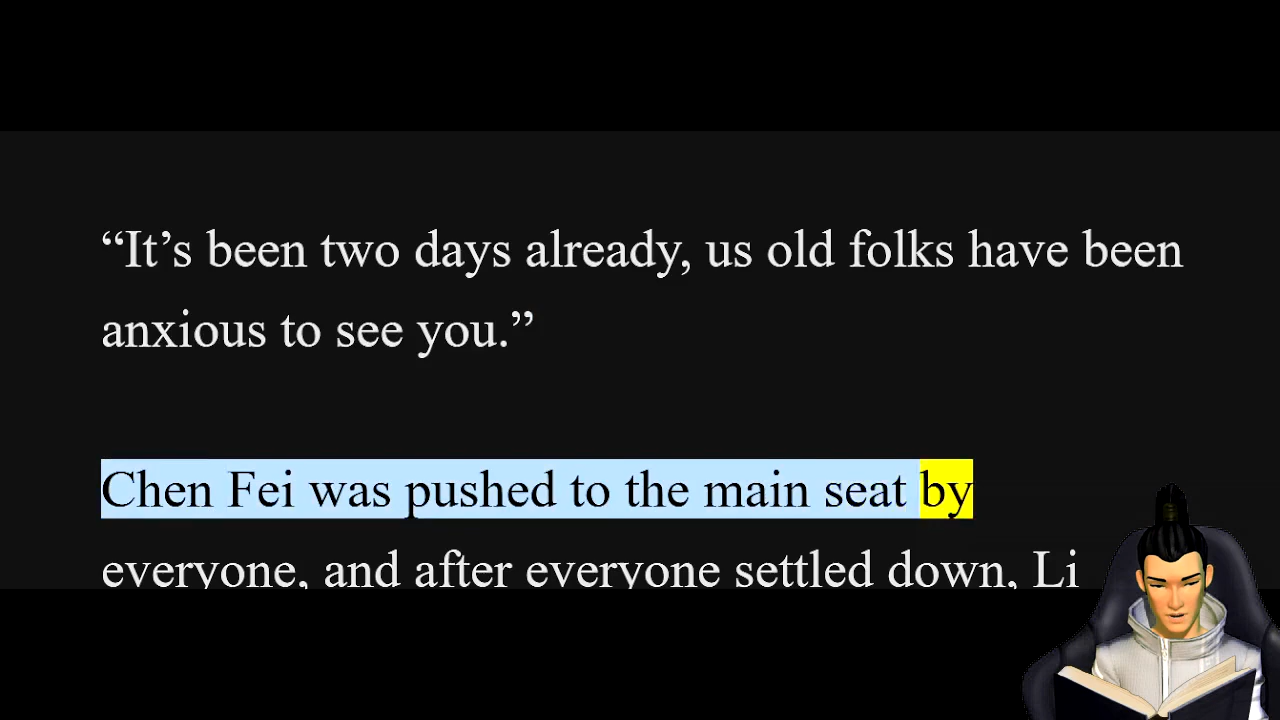 “It’s been two days already, us old folks have been
anxious to see you.”
Chen Fei was pushed to the main seat by
everyone, and after everyone settled down, Li